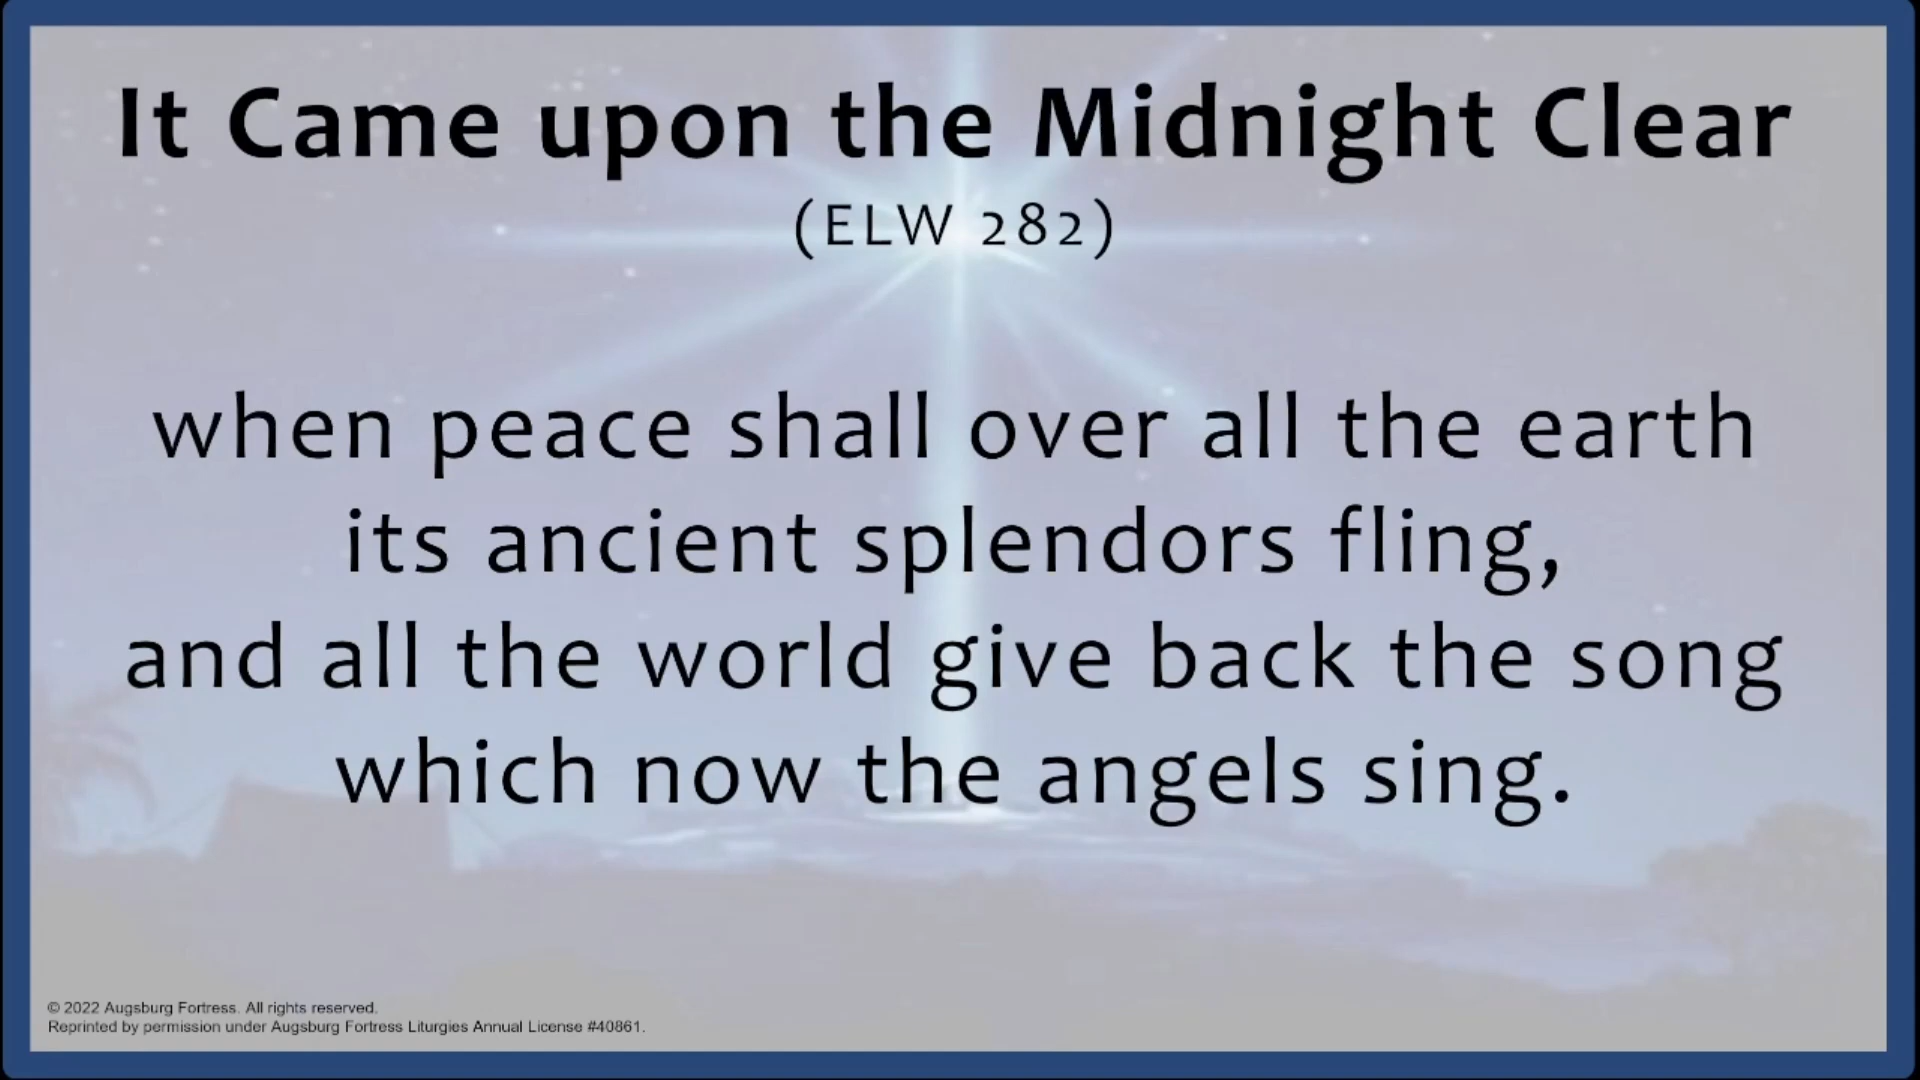 It Came upon the Midnight Clear
(ELW 282)
when peace shall over all the earth
its ancient splendors fling,
and all the world give back the song
which now the angels sing.
© 2022 Augsburg Fortress. All rights reserved.
Reprinted by permission under Augsburg Fortress Liturgies Annual License #40861.